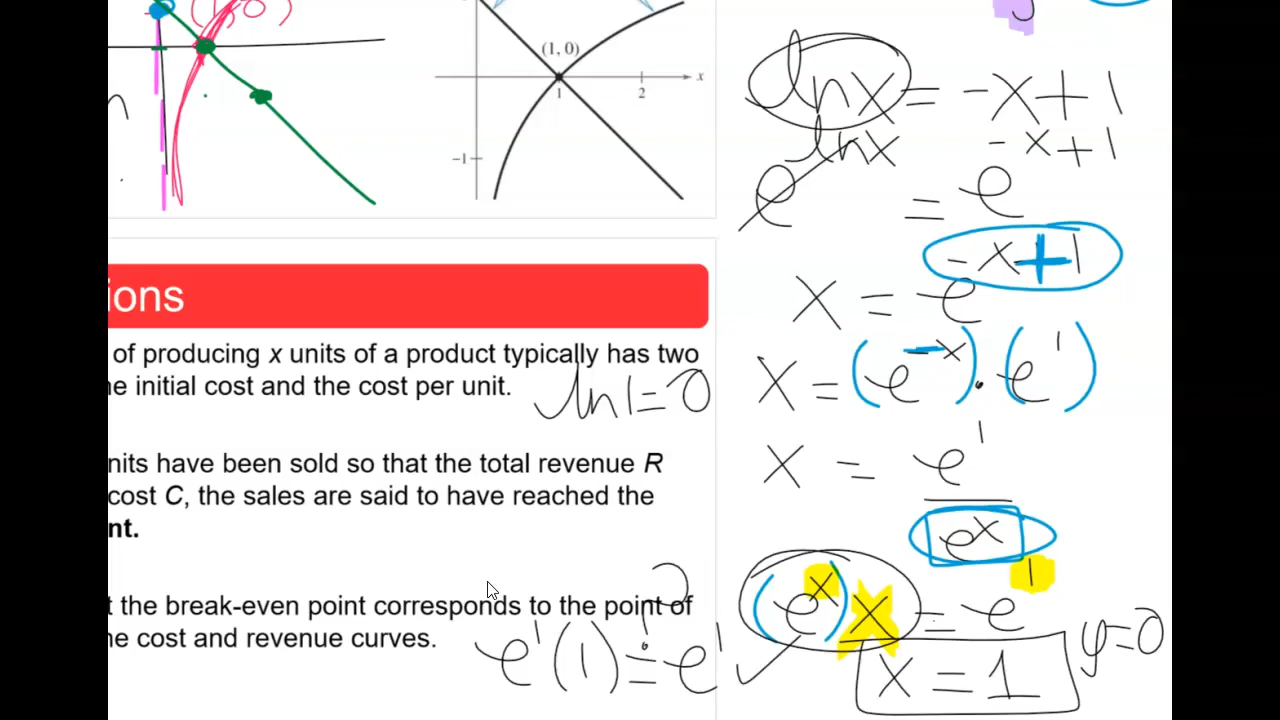 (1, 0)
x
1
2
-1
n
lnx = -x+1
e^lnx = e^-x+1
x = e^-x+1
x = (e^-x)·(e^1)
x = e^1
e^x
(e^x)x = e^1
x = 1
y=0
ions
of producing x units of a product typically has two
ne initial cost and the cost per unit.
ln1=0
nits have been sold so that the total revenue R
cost C, the sales are said to have reached the
nt.
t the break-even point corresponds to the point of
ne cost and revenue curves.
e^1(1) ?= e^1 ✓